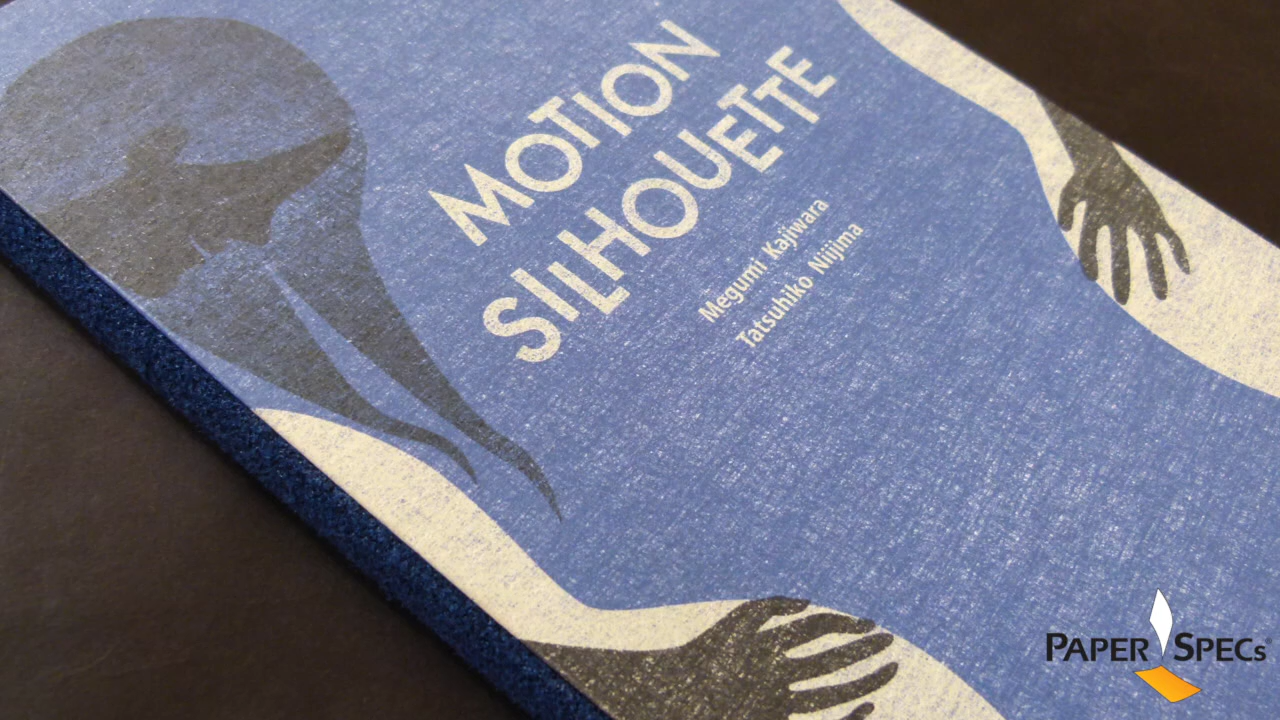 MOTION
SILHOUETTE
Megumi Kajiwara
Tatsuhiko Niijima
PAPER SPECS®